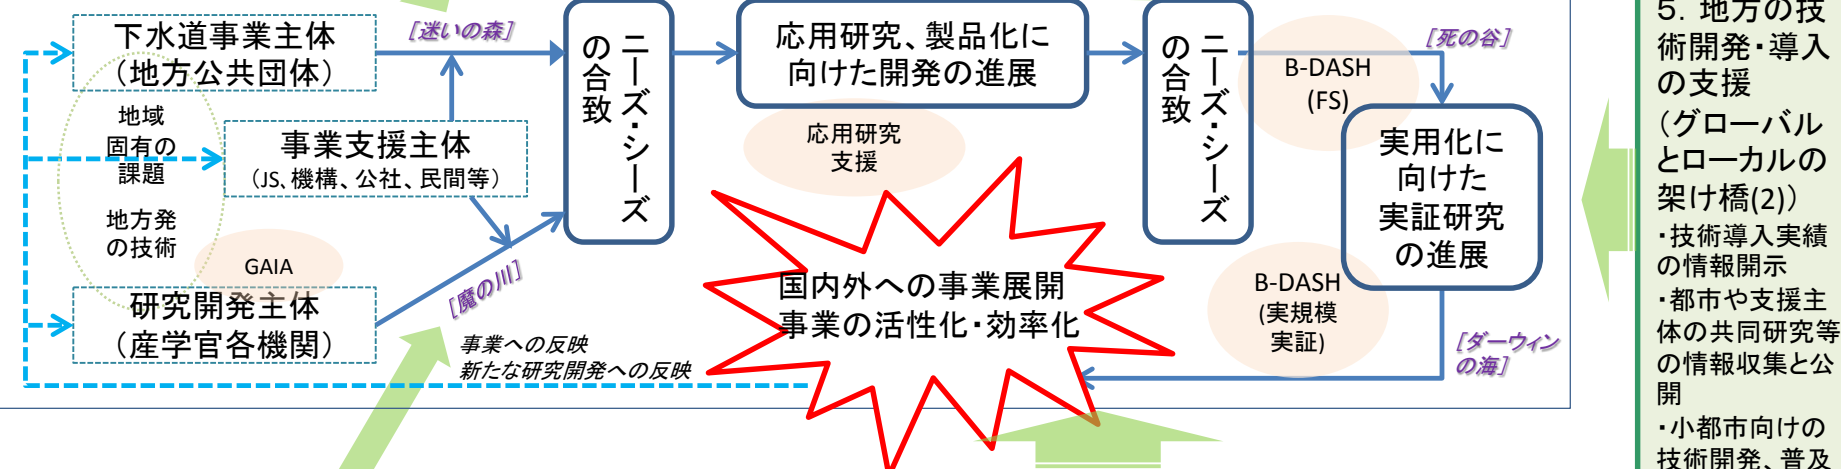 下水道事業主体
（地方公共団体）
[迷いの森]
地域
固有の
課題
地方発
の技術
事業支援主体
（JS、機構、公社、民間等）
GAIA
研究開発主体
（産学官各機関）
[魔の川]
事業への反映
新たな研究開発への反映
ニーズ・シーズ
の合致
応用研究、製品化に
向けた開発の進展
応用研究
支援
ニーズ・シーズ
の合致
[死の谷]
B-DASH
(FS)
実用化に
向けた
実証研究
の進展
B-DASH
(実規模
実証)
[ダーウィン
の海]
国内外への事業展開
事業の活性化・効率化
５．地方の技
術開発・導入
の支援
（グローバル
とローカルの
架け橋(2)）
・技術導入実績
の情報開示
・都市や支援主
体の共同研究等
の情報収集と公
開
・小都市向けの
技術開発、普及